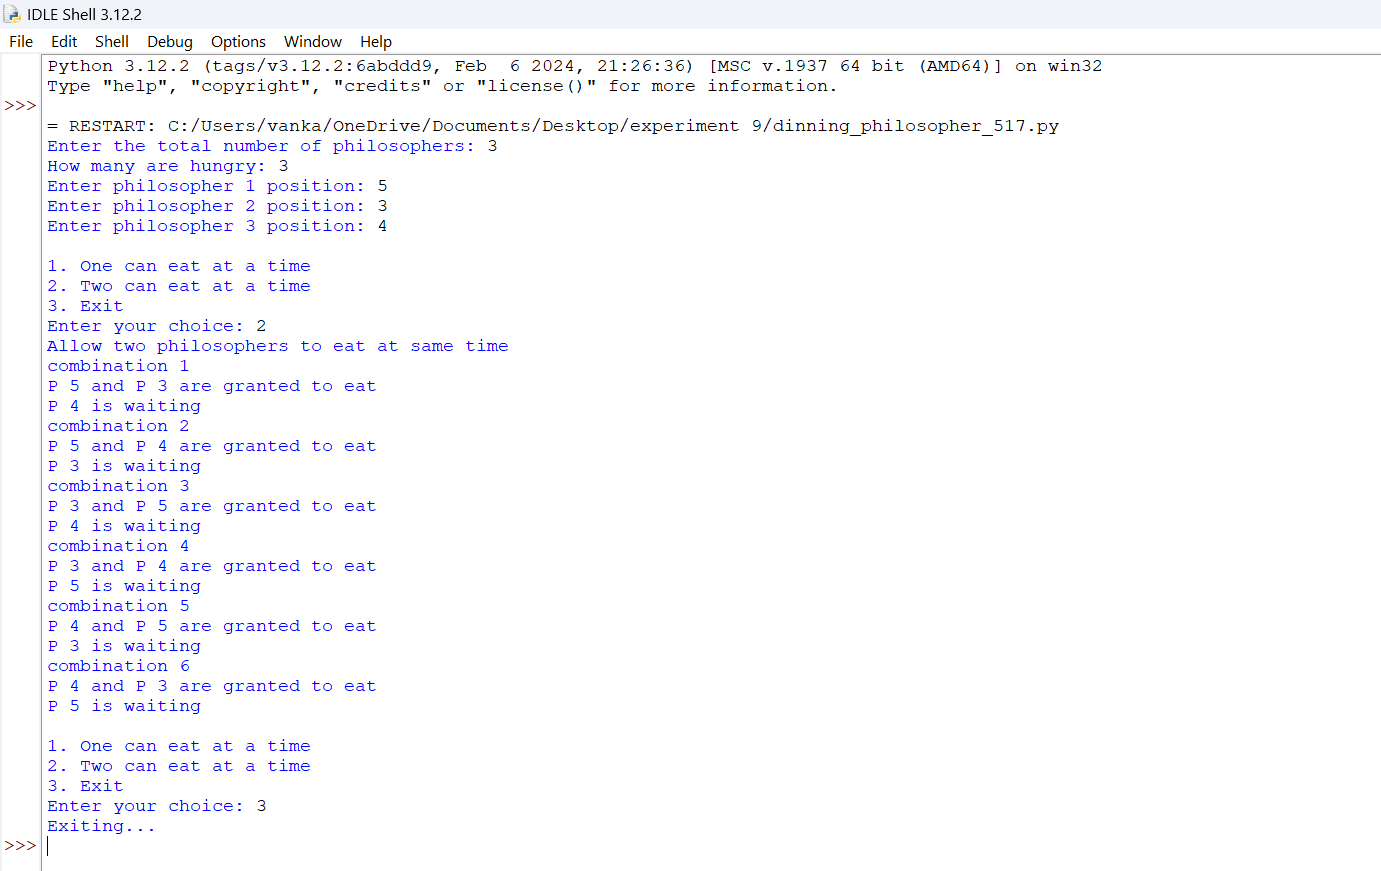 IDLE Shell 3.12.2
File Edit Shell Debug Options Window Help
Python 3.12.2 (tags/v3.12.2:6abddd9, Feb  6 2024, 21:26:36) [MSC v.1937 64 bit (AMD64)] on win32
Type "help", "copyright", "credits" or "license()" for more information.
>>>
= RESTART: C:/Users/vanka/OneDrive/Documents/Desktop/experiment 9/dinning_philosopher_517.py
Enter the total number of philosophers: 3
How many are hungry: 3
Enter philosopher 1 position: 5
Enter philosopher 2 position: 3
Enter philosopher 3 position: 4
1. One can eat at a time
2. Two can eat at a time
3. Exit
Enter your choice: 2
Allow two philosophers to eat at same time
combination 1
P 5 and P 3 are granted to eat
P 4 is waiting
combination 2
P 5 and P 4 are granted to eat
P 3 is waiting
combination 3
P 3 and P 5 are granted to eat
P 4 is waiting
combination 4
P 3 and P 4 are granted to eat
P 5 is waiting
combination 5
P 4 and P 5 are granted to eat
P 3 is waiting
combination 6
P 4 and P 3 are granted to eat
P 5 is waiting
1. One can eat at a time
2. Two can eat at a time
3. Exit
Enter your choice: 3
Exiting...
>>>